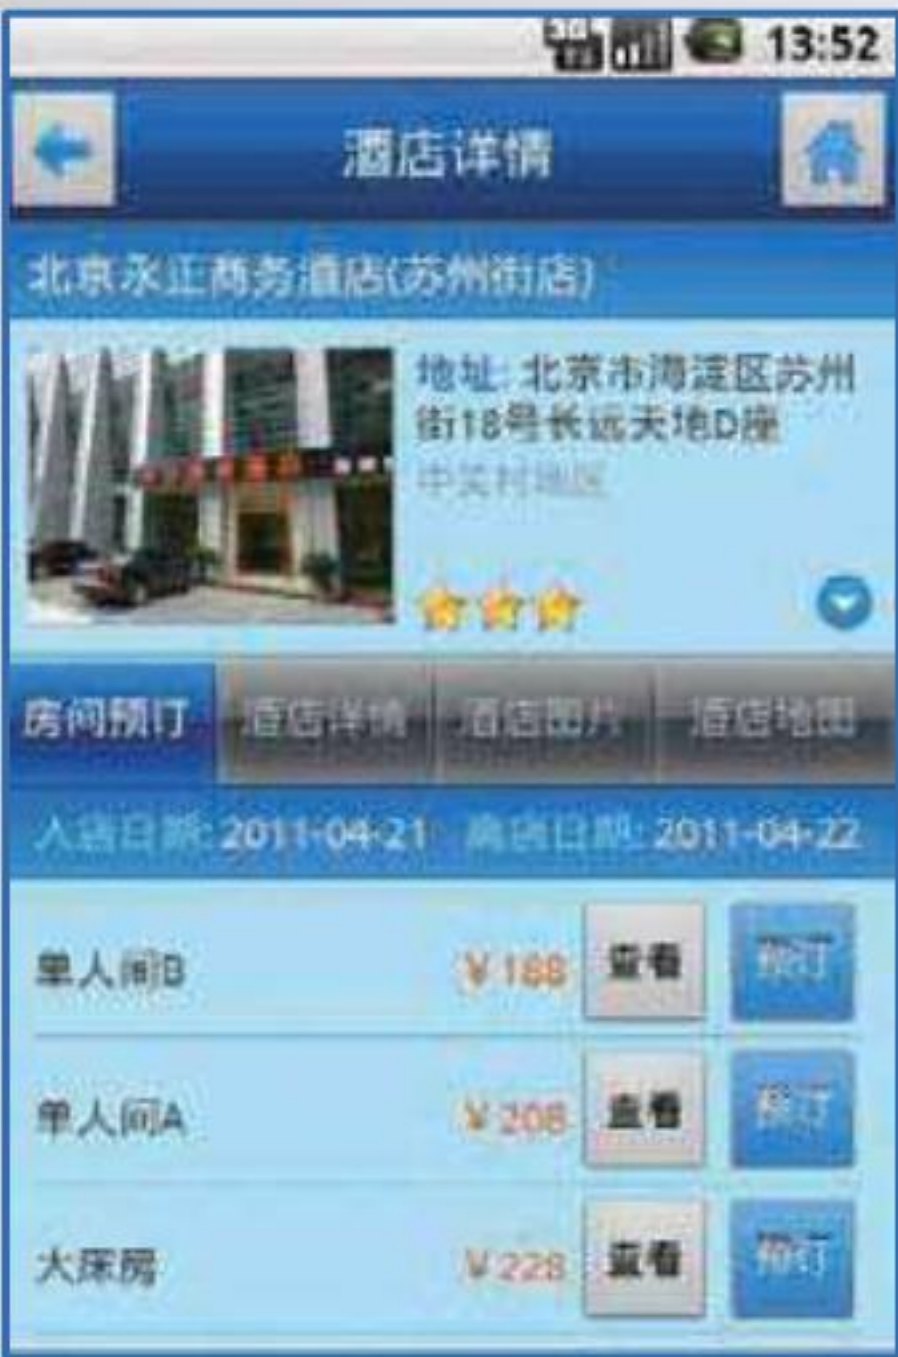 13:52
酒店详情
北京永正商务酒店(苏州街店)
地址: 北京市海淀区苏州
街18号长远天地D座
中关村地区
房间预订 酒店详情 酒店图片 酒店地图
入店日期: 2011-04-21 离店日期: 2011-04-22
单人间B ¥188 查看 预订
单人间A ¥208 查看 预订
大床房 ¥228 查看 预订